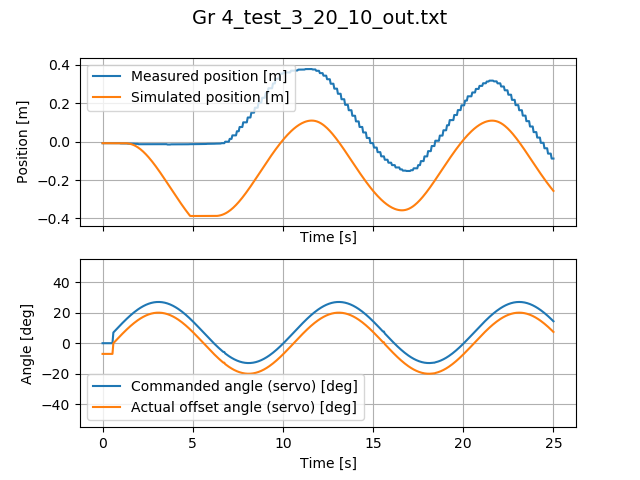 Gr 4_test_3_20_10_out.txt
0.4
0.2
0.0
−0.2
−0.4
Position [m]
Measured position [m]
Simulated position [m]
Time [s]
40
20
0
−20
−40
Angle [deg]
Commanded angle (servo) [deg]
Actual offset angle (servo) [deg]
0 5 10 15 20 25
Time [s]